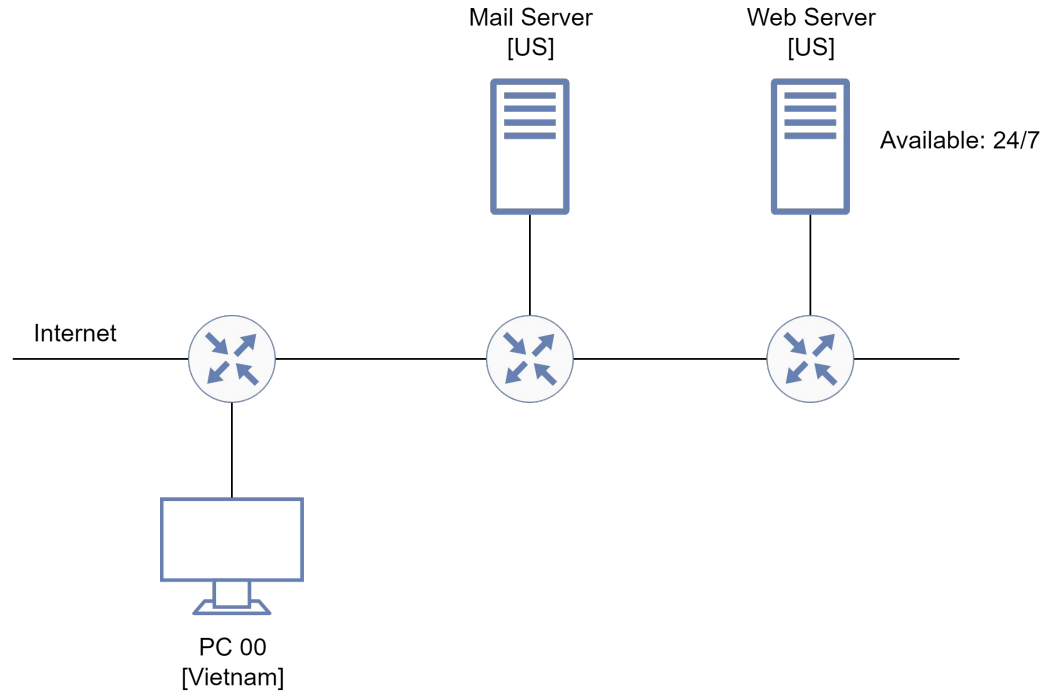 Mail Server
[US]
Web Server
[US]
Available: 24/7
Internet
PC 00
[Vietnam]